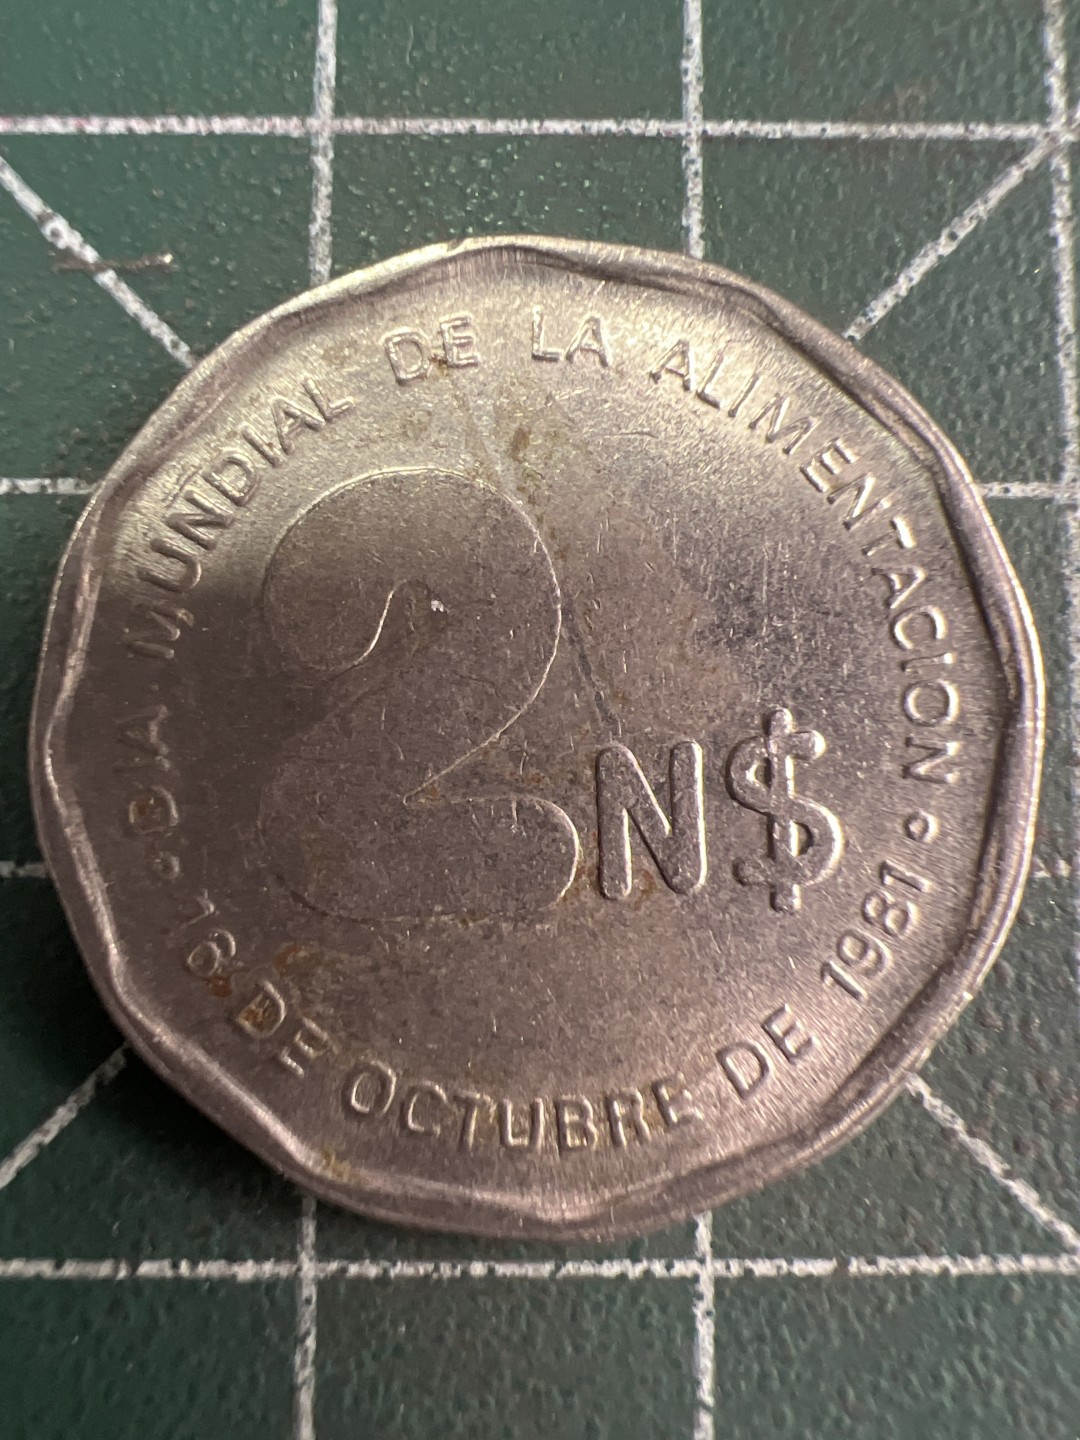 DIA MUNDIAL DE LA ALIMENTACION
2 N$
16 DE OCTUBRE DE 1981